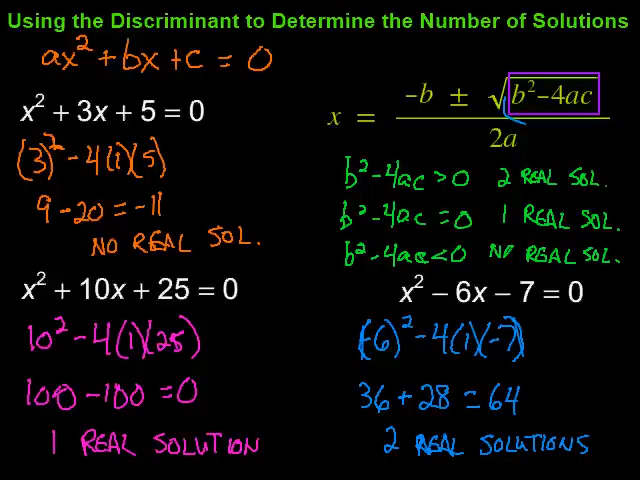 Using the Discriminant to Determine the Number of Solutions
ax² + bx + c = 0
x² + 3x + 5 = 0
(3)² - 4(1)(5)
9 - 20 = -11
NO REAL SOL.
x = (-b ± √(b² - 4ac)) / 2a
b² - 4ac > 0 2 REAL SOL.
b² - 4ac = 0 1 REAL SOL.
b² - 4ac < 0 NO REAL SOL.
x² + 10x + 25 = 0
10² - 4(1)(25)
100 - 100 = 0
1 REAL SOLUTION
x² − 6x − 7 = 0
(-6)² - 4(1)(-7)
36 + 28 = 64
2 REAL SOLUTIONS